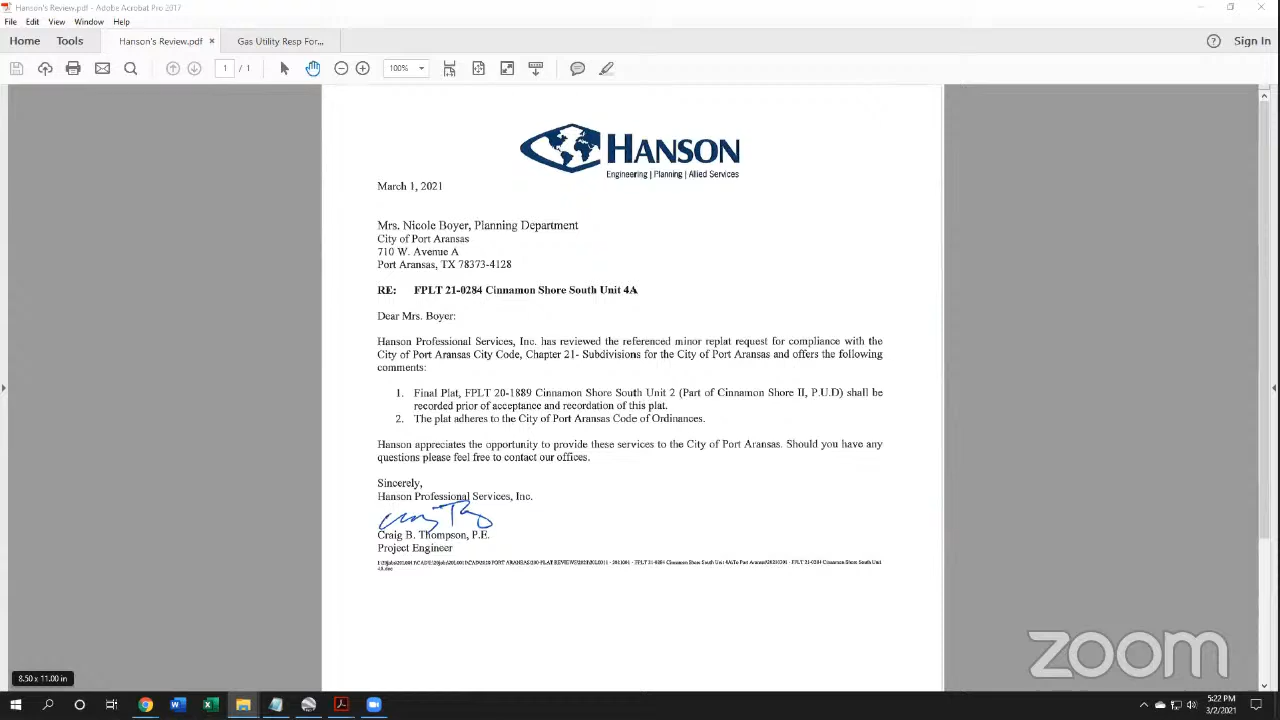 Hanson's Review.pdf - Adobe Acrobat Pro 2017
File Edit View Window Help
Home Tools Hanson's Review.pdf × Gas Utility Resp For... Sign In
1 / 1 100%
HANSON
Engineering | Planning | Allied Services
March 1, 2021
Mrs. Nicole Boyer, Planning Department
City of Port Aransas
710 W. Avenue A
Port Aransas, TX 78373-4128
RE: FPLT 21-0284 Cinnamon Shore South Unit 4A
Dear Mrs. Boyer:
Hanson Professional Services, Inc. has reviewed the referenced minor replat request for compliance with the
City of Port Aransas City Code, Chapter 21- Subdivisions for the City of Port Aransas and offers the following
comments:
1. Final Plat, FPLT 20-1889 Cinnamon Shore South Unit 2 (Part of Cinnamon Shore II, P.U.D) shall be
recorded prior of acceptance and recordation of this plat.
2. The plat adheres to the City of Port Aransas Code of Ordinances.
Hanson appreciates the opportunity to provide these services to the City of Port Aransas. Should you have any
questions please feel free to contact our offices.
Sincerely,
Hanson Professional Services, Inc.
Craig B. Thompson, P.E.
Project Engineer
zoom
8.50 x 11.00 in
5:22 PM
3/2/2021